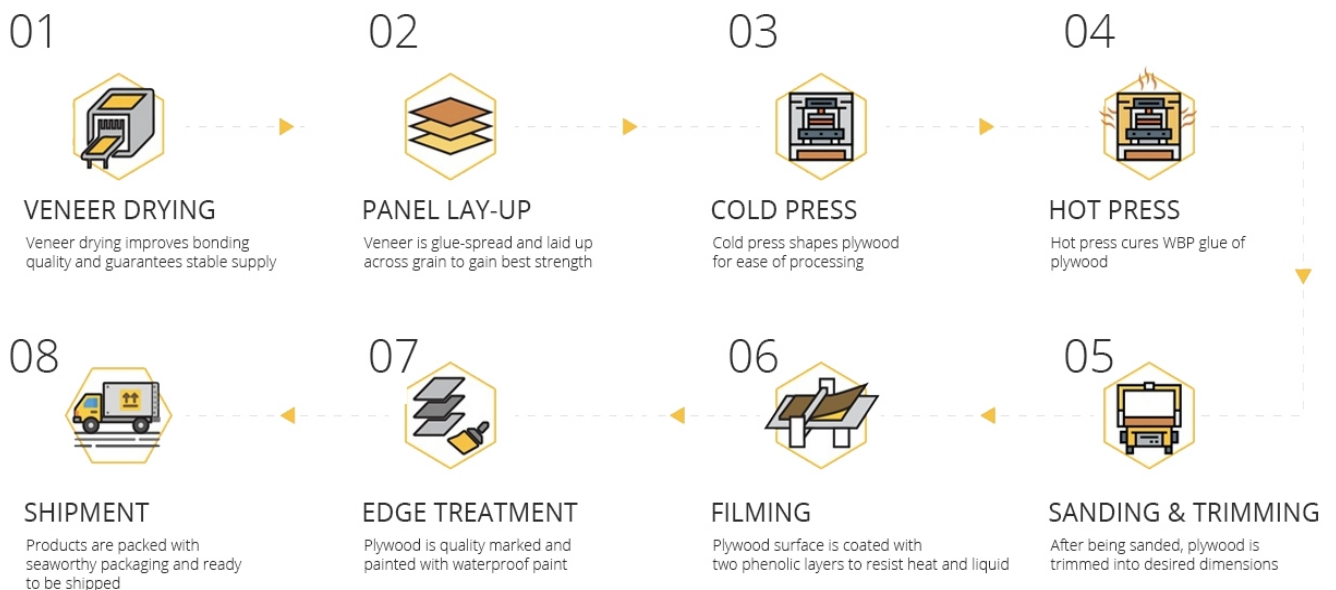 01
VENEER DRYING
Veneer drying improves bonding
quality and guarantees stable supply
02
PANEL LAY-UP
Veneer is glue-spread and laid up
across grain to gain best strength
03
COLD PRESS
Cold press shapes plywood
for ease of processing
04
HOT PRESS
Hot press cures WBP glue of
plywood
05
SANDING & TRIMMING
After being sanded, plywood is
trimmed into desired dimensions
06
FILMING
Plywood surface is coated with
two phenolic layers to resist heat and liquid
07
EDGE TREATMENT
Plywood is quality marked and
painted with waterproof paint
08
SHIPMENT
Products are packed with
seaworthy packaging and ready
to be shipped